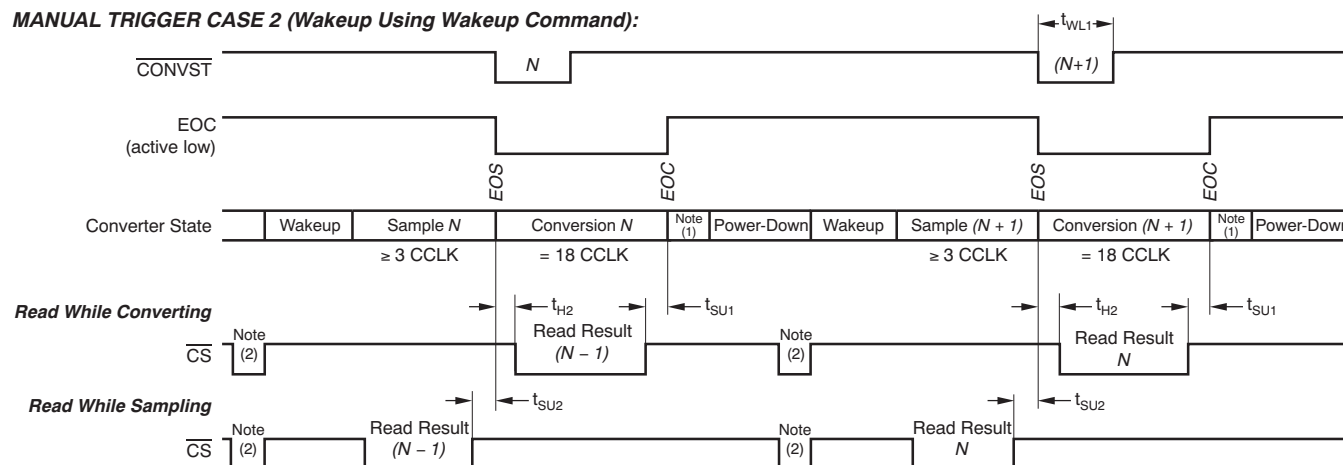 MANUAL TRIGGER CASE 2 (Wakeup Using Wakeup Command):
tWL1
CONVST
N
(N+1)
EOC
(active low)
EOS
EOC
EOS
EOC
Converter State
Wakeup
Sample N
Conversion N
Note
(1)
Power-Down
Wakeup
Sample (N + 1)
Conversion (N + 1)
Note
(1)
Power-Down
≥ 3 CCLK
= 18 CCLK
≥ 3 CCLK
= 18 CCLK
Read While Converting
tH2
tSU1
tH2
tSU1
CS
Note
(2)
Read Result
(N − 1)
Note
(2)
Read Result
N
Read While Sampling
tSU2
tSU2
CS
Note
(2)
Read Result
(N − 1)
Note
(2)
Read Result
N